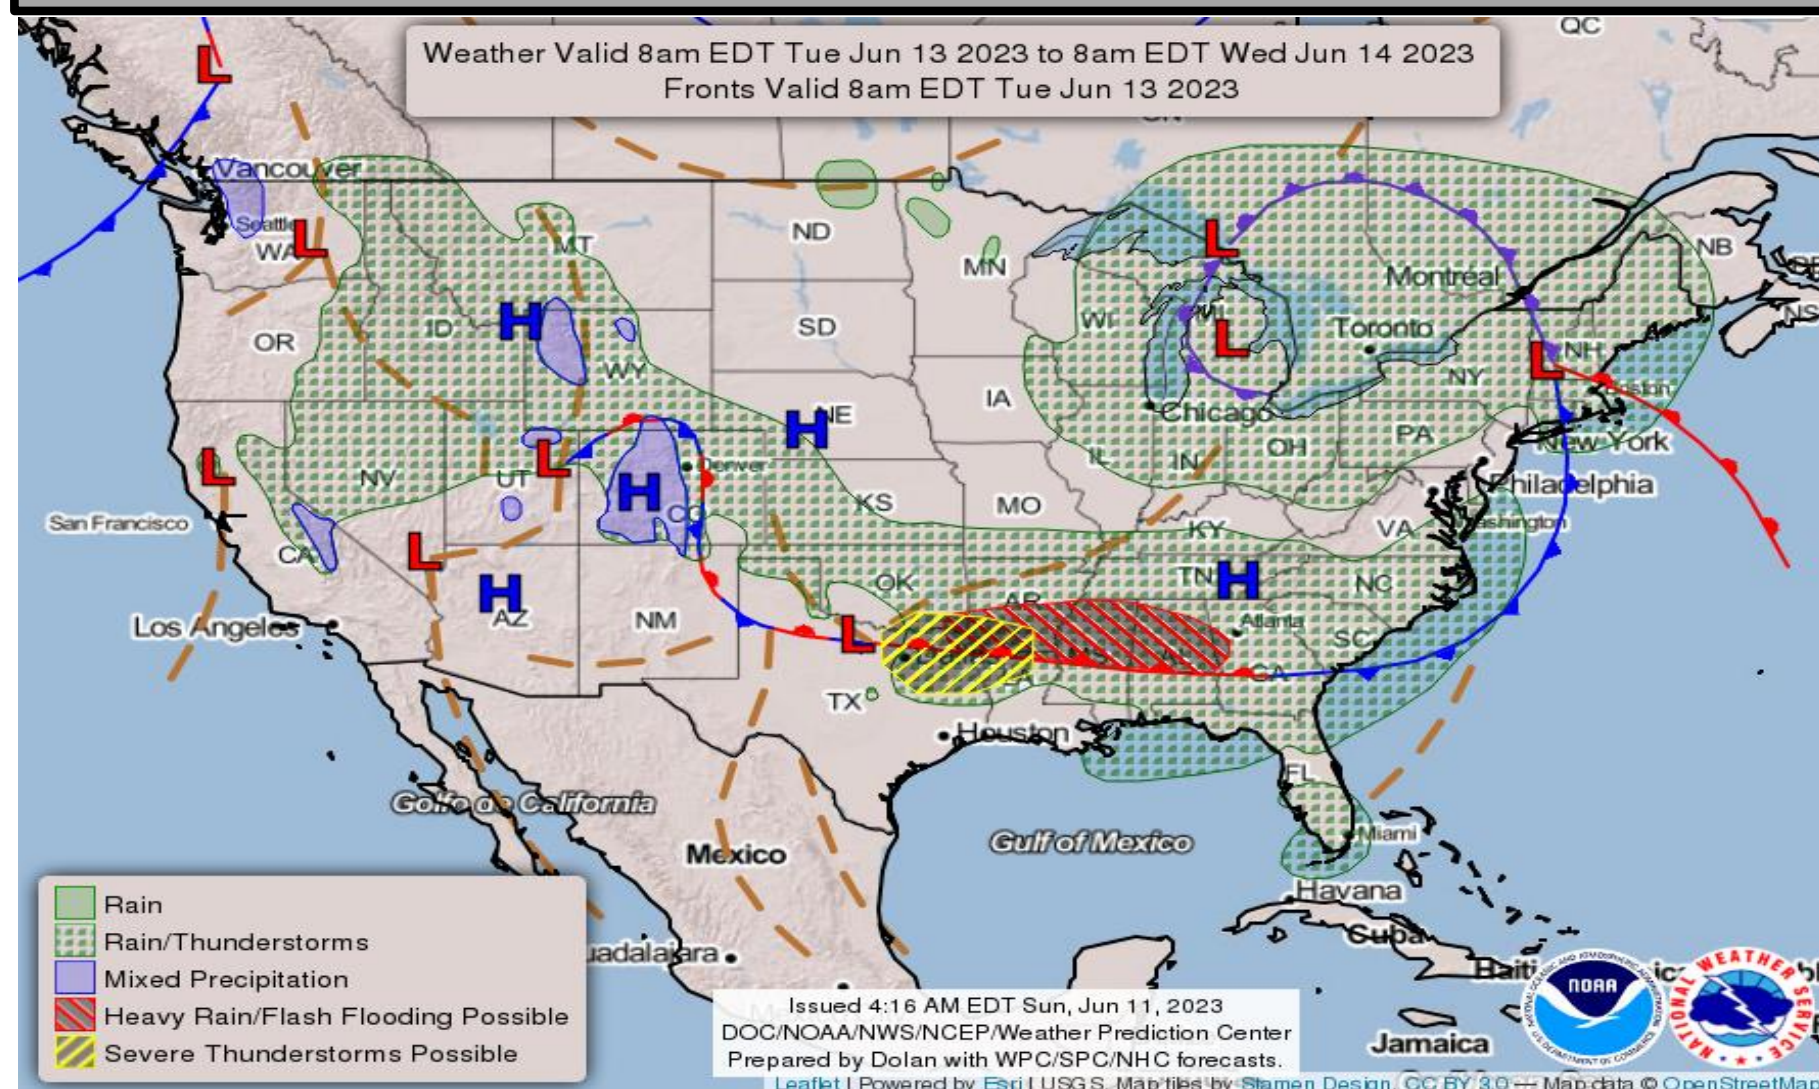 Weather Valid 8am EDT Tue Jun 13 2023 to 8am EDT Wed Jun 14 2023
Fronts Valid 8am EDT Tue Jun 13 2023
QC
L
Vancouver
Seattle
WA
L
MT
ND
MN
L
Montréal
NB
NS
OR
ID
H
WY
SD
WI
MI
L
Toronto
NH
L
Boston
NY
IA
Chicago
H
NE
PA
New York
L
NV
UT
L
Denver
H
CO
KS
MO
IL
IN
OH
Philadelphia
Washington
San Francisco
CA
L
H
AZ
NM
OK
AR
KY
VA
TN
H
NC
Atlanta
SC
GA
Los Angeles
L
TX
Houston
FL
Golfo de California
Mexico
Gulf of Mexico
Miami
Havana
Cuba
Haiti
Jamaica
Rain
Rain/Thunderstorms
Mixed Precipitation
Heavy Rain/Flash Flooding Possible
Severe Thunderstorms Possible
uadalajara
Issued 4:16 AM EDT Sun, Jun 11, 2023
DOC/NOAA/NWS/NCEP/Weather Prediction Center
Prepared by Dolan with WPC/SPC/NHC forecasts.
NOAA
NATIONAL WEATHER SERVICE
Leaflet | Powered by Esri | USGS, Map tiles by Stamen Design, CC BY 3.0 — Map data © OpenStreetMap